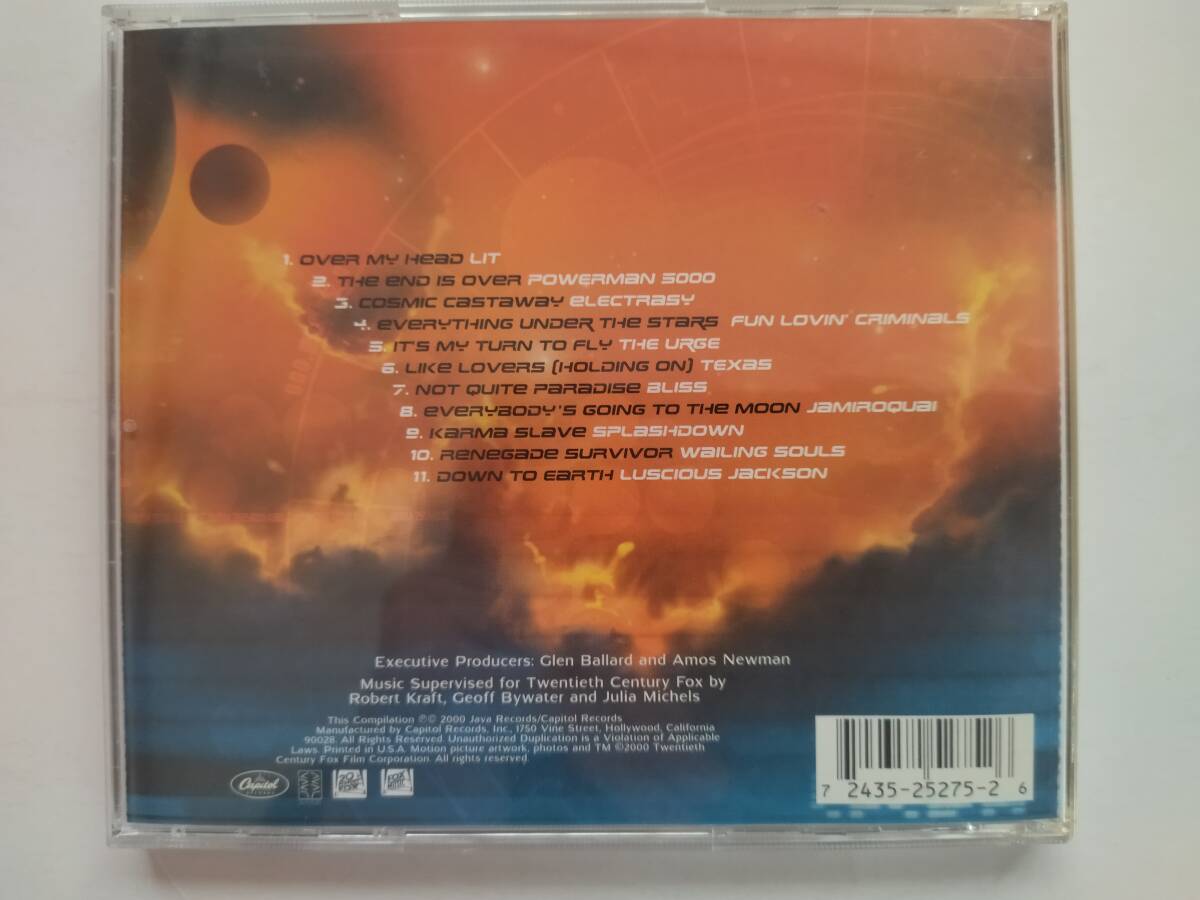 1. Over My Head Lit
2. The End Is Over Powerman 5000
3. Cosmic Castaway Electrasy
4. Everything Under The Stars Fun Lovin' Criminals
5. It's My Turn To Fly The Urge
6. Like Lovers (Holding On) Texas
7. Not Quite Paradise Bliss
8. Everybody's Going To The Moon Jamiroquai
9. Karma Slave Splashdown
10. Renegade Survivor Wailing Souls
11. Down To Earth Luscious Jackson
Executive Producers: Glen Ballard and Amos Newman
Music Supervised for Twentieth Century Fox by
Robert Kraft, Geoff Bywater and Julia Michels
This Compilation ℗© 2000 Java Records/Capitol Records
Manufactured by Capitol Records, Inc., 1750 Vine Street, Hollywood, California
90028. All Rights Reserved. Unauthorized Duplication is a Violation of Applicable
Laws. Printed in U.S.A. Motion picture artwork, photos and TM ©2000 Twentieth
Century Fox Film Corporation. All rights reserved.
Capitol
7 2435-25275-2 6